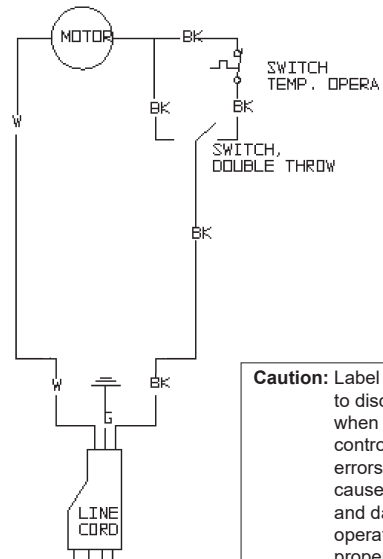 MOTOR
BK
SWITCH
TEMP. OPERA
BK
BK
W
SWITCH,
DOUBLE THROW
BK
W
BK
G
LINE
CORD
Caution: Label
to disc
when
contro
errors
cause
and da
operat
prope